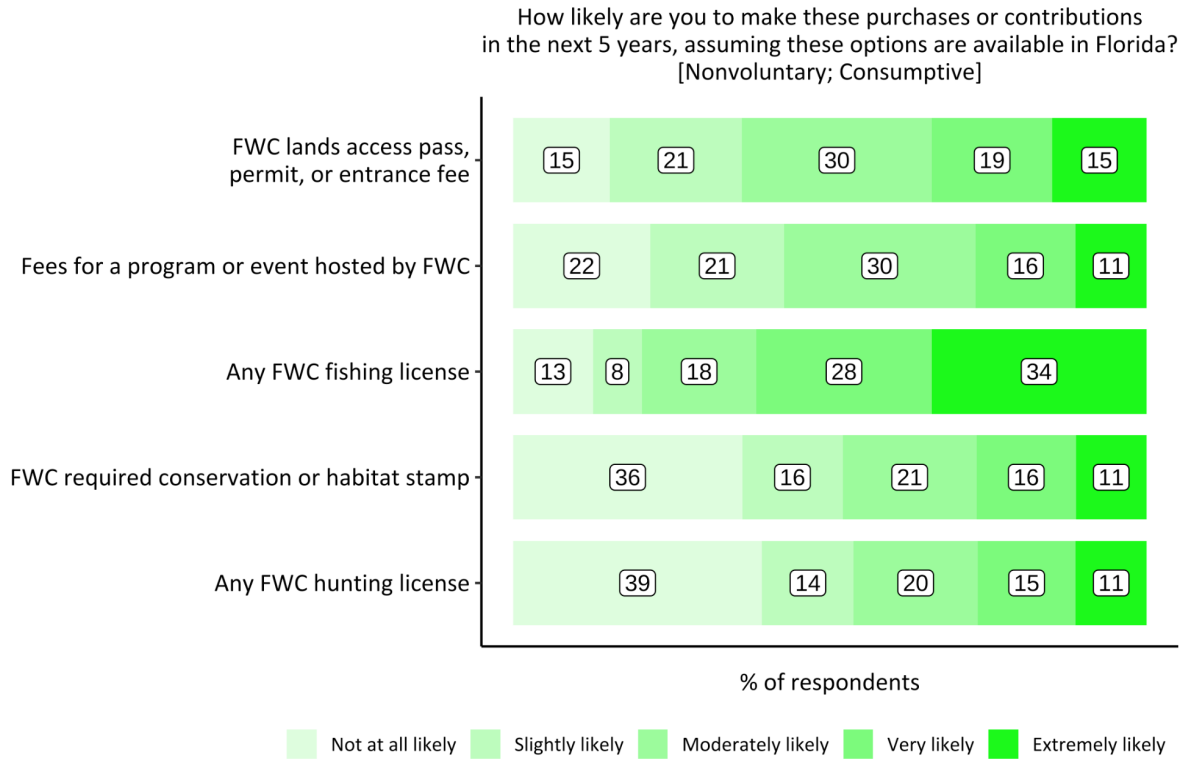 How likely are you to make these purchases or contributions
in the next 5 years, assuming these options are available in Florida?
[Nonvoluntary; Consumptive]
FWC lands access pass,
permit, or entrance fee
15 21 30 19 15
Fees for a program or event hosted by FWC
22 21 30 16 11
Any FWC fishing license
13 8 18 28 34
FWC required conservation or habitat stamp
36 16 21 16 11
Any FWC hunting license
39 14 20 15 11
% of respondents
Not at all likely Slightly likely Moderately likely Very likely Extremely likely